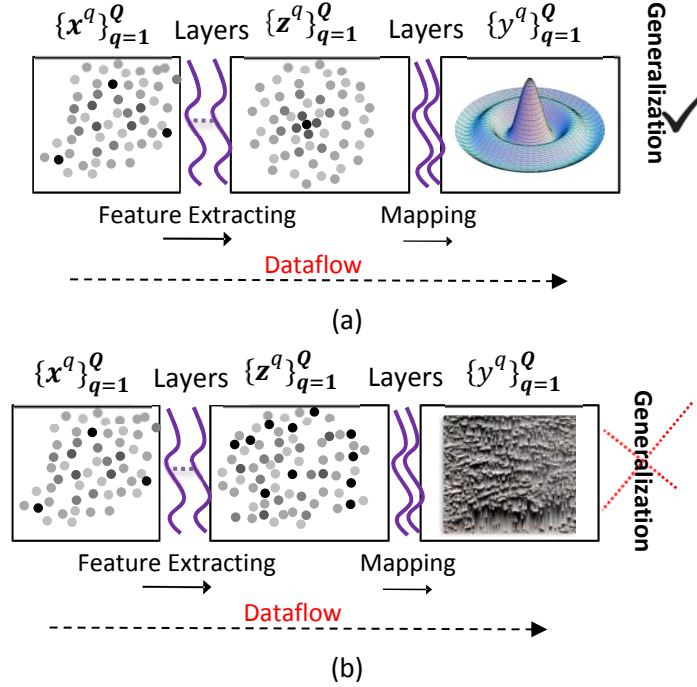 {x^q}_{q=1}^Q Layers {z^q}_{q=1}^Q Layers {y^q}_{q=1}^Q
Generalization
Feature Extracting Mapping
Dataflow
(a)
{x^q}_{q=1}^Q Layers {z^q}_{q=1}^Q Layers {y^q}_{q=1}^Q
Generalization
Feature Extracting Mapping
Dataflow
(b)